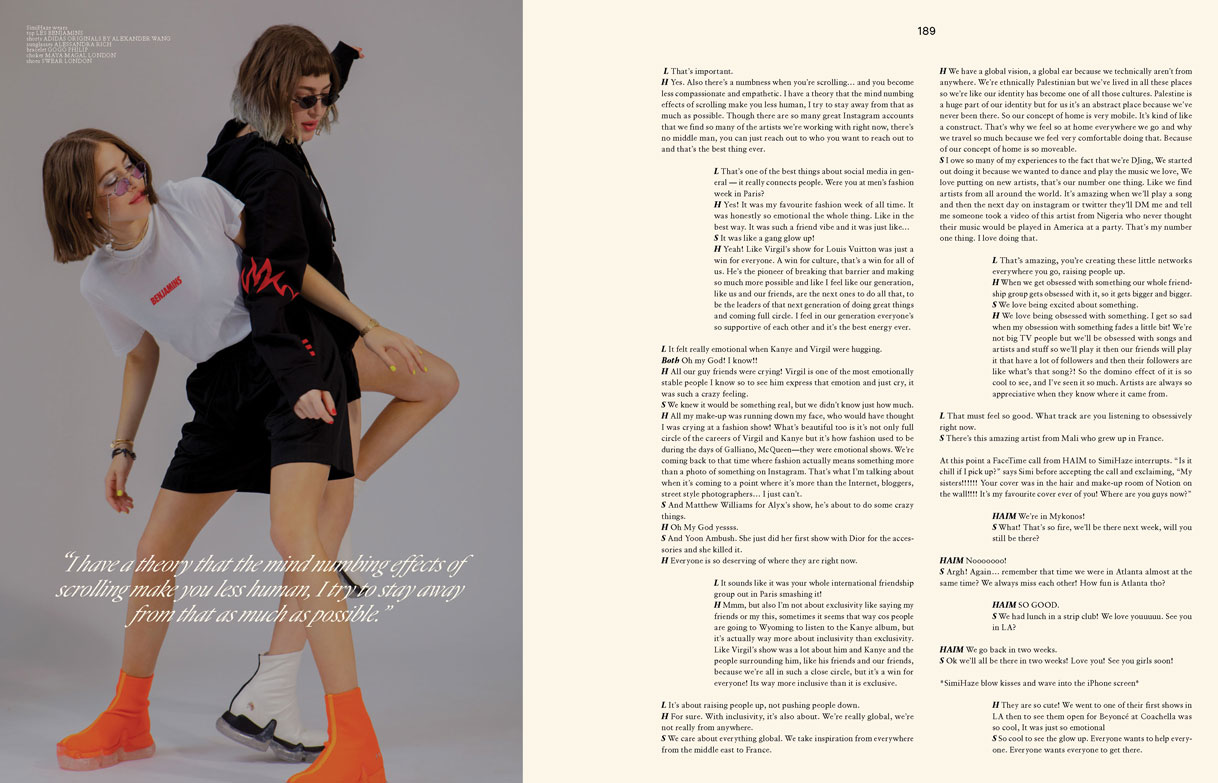 SimiHaze wears
top LES BENJAMINS
shorts ADIDAS ORIGINALS BY ALEXANDER WANG
sunglasses ALESSANDRA RICH
bracelet GOGO PHILIP
choker MAYA MAGAL LONDON
shoes SWEAR LONDON
BENJAMINS
“I have a theory that the mind numbing effects of
scrolling make you less human, I try to stay away
from that as much as possible.”
189
L That’s important.
H Yes. Also there’s a numbness when you’re scrolling… and you become
less compassionate and empathetic. I have a theory that the mind numbing
effects of scrolling make you less human, I try to stay away from that as
much as possible. Though there are so many great Instagram accounts
that we find so many of the artists we’re working with right now, there’s
no middle man, you can just reach out to who you want to reach out to
and that’s the best thing ever.
L That’s one of the best things about social media in gen-
eral — it really connects people. Were you at men’s fashion
week in Paris?
H Yes! It was my favourite fashion week of all time. It
was honestly so emotional the whole thing. Like in the
best way. It was such a friend vibe and it was just like…
S It was like a gang glow up!
H Yeah! Like Virgil’s show for Louis Vuitton was just a
win for everyone. A win for culture, that’s a win for all of
us. He’s the pioneer of breaking that barrier and making
so much more possible and like I feel like our generation,
like us and our friends, are the next ones to do all that, to
be the leaders of that next generation of doing great things
and coming full circle. I feel in our generation everyone’s
so supportive of each other and it’s the best energy ever.
L It felt really emotional when Kanye and Virgil were hugging.
Both Oh my God! I know!!
H All our guy friends were crying! Virgil is one of the most emotionally
stable people I know so to see him express that emotion and just cry, it
was such a crazy feeling.
S We knew it would be something real, but we didn’t know just how much.
H All my make-up was running down my face, who would have thought
I was crying at a fashion show! What’s beautiful too is it’s not only full
circle of the careers of Virgil and Kanye but it’s how fashion used to be
during the days of Galliano, McQueen—they were emotional shows. We’re
coming back to that time where fashion actually means something more
than a photo of something on Instagram. That’s what I’m talking about
when it’s coming to a point where it’s more than the Internet, bloggers,
street style photographers… I just can’t.
S And Matthew Williams for Alyx’s show, he’s about to do some crazy
things.
H Oh My God yessss.
S And Yoon Ambush. She just did her first show with Dior for the acces-
sories and she killed it.
H Everyone is so deserving of where they are right now.
L It sounds like it was your whole international friendship
group out in Paris smashing it!
H Mmm, but also I’m not about exclusivity like saying my
friends or my this, sometimes it seems that way cos people
are going to Wyoming to listen to the Kanye album, but
it’s actually way more about inclusivity than exclusivity.
Like Virgil’s show was a lot about him and Kanye and the
people surrounding him, like his friends and our friends,
because we’re all in such a close circle, but it’s a win for
everyone! Its way more inclusive than it is exclusive.
L It’s about raising people up, not pushing people down.
H For sure. With inclusivity, it’s also about. We’re really global, we’re
not really from anywhere.
S We care about everything global. We take inspiration from everywhere
from the middle east to France.
H We have a global vision, a global ear because we technically aren’t from
anywhere. We’re ethnically Palestinian but we’ve lived in all these places
so we’re like our identity has become one of all those cultures. Palestine is
a huge part of our identity but for us it’s an abstract place because we’ve
never been there. So our concept of home is very mobile. It’s kind of like
a construct. That’s why we feel so at home everywhere we go and why
we travel so much because we feel very comfortable doing that. Because
of our concept of home is so moveable.
S I owe so many of my experiences to the fact that we’re DJing, We started
out doing it because we wanted to dance and play the music we love, We
love putting on new artists, that’s our number one thing. Like we find
artists from all around the world. It’s amazing when we’ll play a song
and then the next day on instagram or twitter they’ll DM me and tell
me someone took a video of this artist from Nigeria who never thought
their music would be played in America at a party. That’s my number
one thing. I love doing that.
L That’s amazing, you’re creating these little networks
everywhere you go, raising people up.
H When we get obsessed with something our whole friend-
ship group gets obsessed with it, so it gets bigger and bigger.
S We love being excited about something.
H We love being obsessed with something. I get so sad
when my obsession with something fades a little bit! We’re
not big TV people but we’ll be obsessed with songs and
artists and stuff so we’ll play it then our friends will play
it that have a lot of followers and then their followers are
like what’s that song?! So the domino effect of it is so
cool to see, and I’ve seen it so much. Artists are always so
appreciative when they know where it came from.
L That must feel so good. What track are you listening to obsessively
right now.
S There’s this amazing artist from Mali who grew up in France.
At this point a FaceTime call from HAIM to SimiHaze interrupts. “Is it
chill if I pick up?” says Simi before accepting the call and exclaiming, “My
sisters!!!!!! Your cover was in the hair and make-up room of Notion on
the wall!!!! It’s my favourite cover ever of you! Where are you guys now?”
HAIM We’re in Mykonos!
S What! That’s so fire, we’ll be there next week, will you
still be there?
HAIM Nooooooo!
S Argh! Again… remember that time we were in Atlanta almost at the
same time? We always miss each other! How fun is Atlanta tho?
HAIM SO GOOD.
S We had lunch in a strip club! We love youuuuu. See you
in LA?
HAIM We go back in two weeks.
S Ok we’ll all be there in two weeks! Love you! See you girls soon!
*SimiHaze blow kisses and wave into the iPhone screen*
H They are so cute! We went to one of their first shows in
LA then to see them open for Beyoncé at Coachella was
so cool, It was just so emotional
S So cool to see the glow up. Everyone wants to help every-
one. Everyone wants everyone to get there.